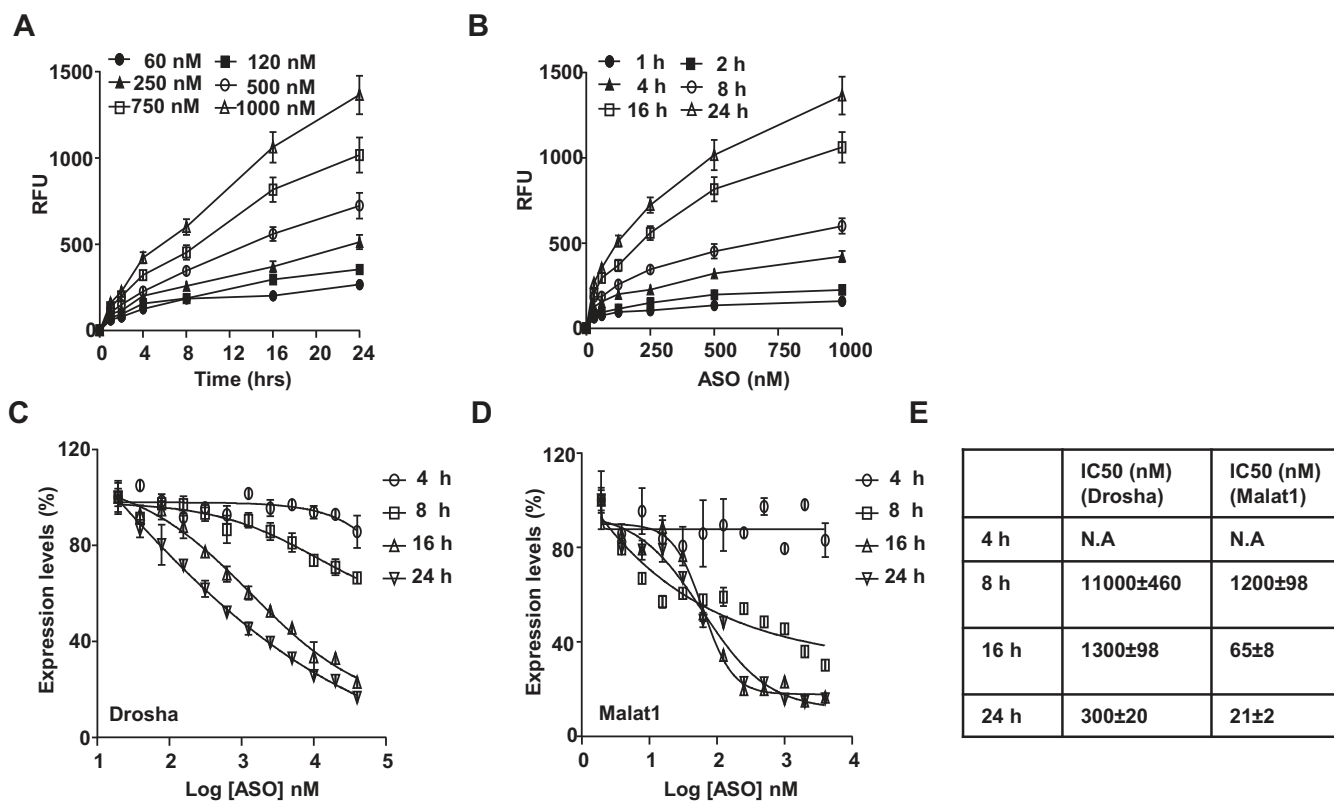 A
60 nM 120 nM
250 nM 500 nM
750 nM 1000 nM
RFU
1500
1000
500
0
0 4 8 12 16 20 24
Time (hrs)
B
1 h 2 h
4 h 8 h
16 h 24 h
RFU
1500
1000
500
0
0 250 500 750 1000
ASO (nM)
C
Expression levels (%)
120
80
40
0
4 h
8 h
16 h
24 h
Drosha
1 2 3 4 5
Log [ASO] nM
D
Expression levels (%)
120
80
40
0
4 h
8 h
16 h
24 h
Malat1
0 1 2 3 4
Log [ASO] nM
E
IC50 (nM) (Drosha) IC50 (nM) (Malat1)
4 h N.A N.A
8 h 11000±460 1200±98
16 h 1300±98 65±8
24 h 300±20 21±2